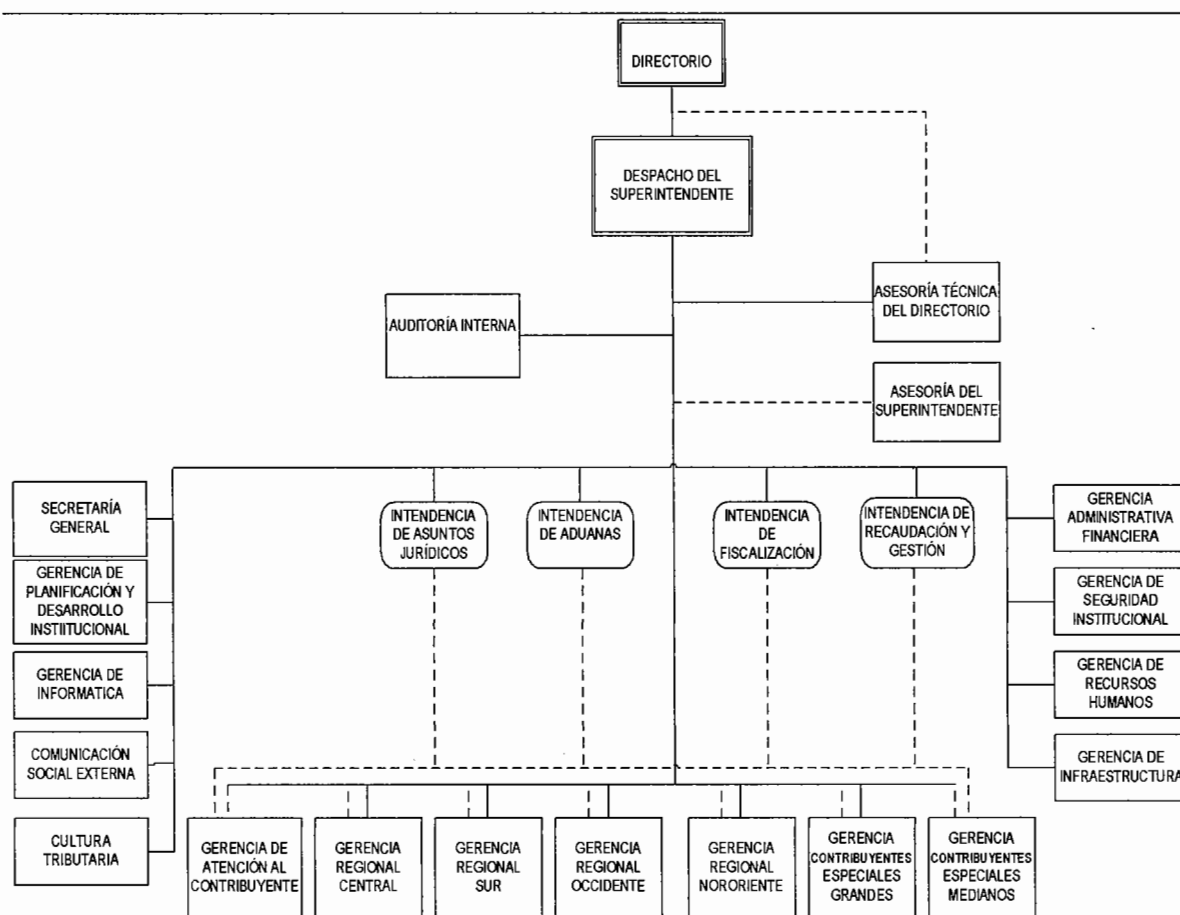 DIRECTORIO
DESPACHO DEL
SUPERINTENDENTE
AUDITORÍA INTERNA
ASESORÍA TÉCNICA
DEL DIRECTORIO
ASESORÍA DEL
SUPERINTENDENTE
SECRETARÍA
GENERAL
GERENCIA DE
PLANIFICACIÓN Y
DESARROLLO
INSTIITUCIONAL
GERENCIA DE
INFORMATICA
COMUNICACIÓN
SOCIAL EXTERNA
CULTURA
TRIBUTARIA
INTENDENCIA
DE ASUNTOS
JURÍDICOS
INTENDENCIA
DE ADUANAS
INTENDENCIA
DE
FISCALIZACIÓN
INTENDENCIA DE
RECAUDACIÓN Y
GESTIÓN
GERENCIA
ADMINISTRATIVA
FINANCIERA
GERENCIA DE
SEGURIDAD
INSTITUCIONAL
GERENCIA DE
RECURSOS
HUMANOS
GERENCIA DE
INFRAESTRUCTURA
GERENCIA DE
ATENCIÓN AL
CONTRIBUYENTE
GERENCIA
REGIONAL
CENTRAL
GERENCIA
REGIONAL
SUR
GERENCIA
REGIONAL
OCCIDENTE
GERENCIA
REGIONAL
NORORIENTE
GERENCIA
CONTRIBUYENTES
ESPECIALES
GRANDES
GERENCIA
CONTRIBUYENTES
ESPECIALES
MEDIANOS